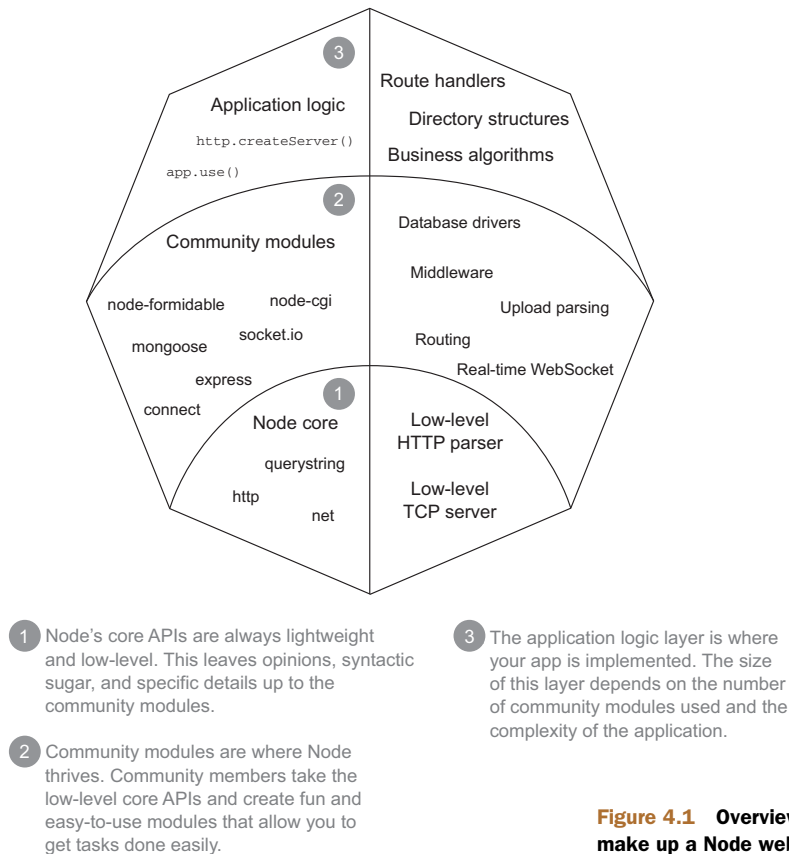 3
Route handlers
Application logic
Directory structures
http.createServer()
Business algorithms
app.use()
2
Database drivers
Community modules
Middleware
node-formidable
node-cgi
Upload parsing
socket.io
mongoose
Routing
Real-time WebSocket
express
1
connect
Node core
Low-level
HTTP parser
querystring
http
Low-level
TCP server
net
1 Node's core APIs are always lightweight
and low-level. This leaves opinions, syntactic
sugar, and specific details up to the
community modules.
2 Community modules are where Node
thrives. Community members take the
low-level core APIs and create fun and
easy-to-use modules that allow you to
get tasks done easily.
3 The application logic layer is where
your app is implemented. The size
of this layer depends on the number
of community modules used and the
complexity of the application.
Figure 4.1 Overview
make up a Node wel